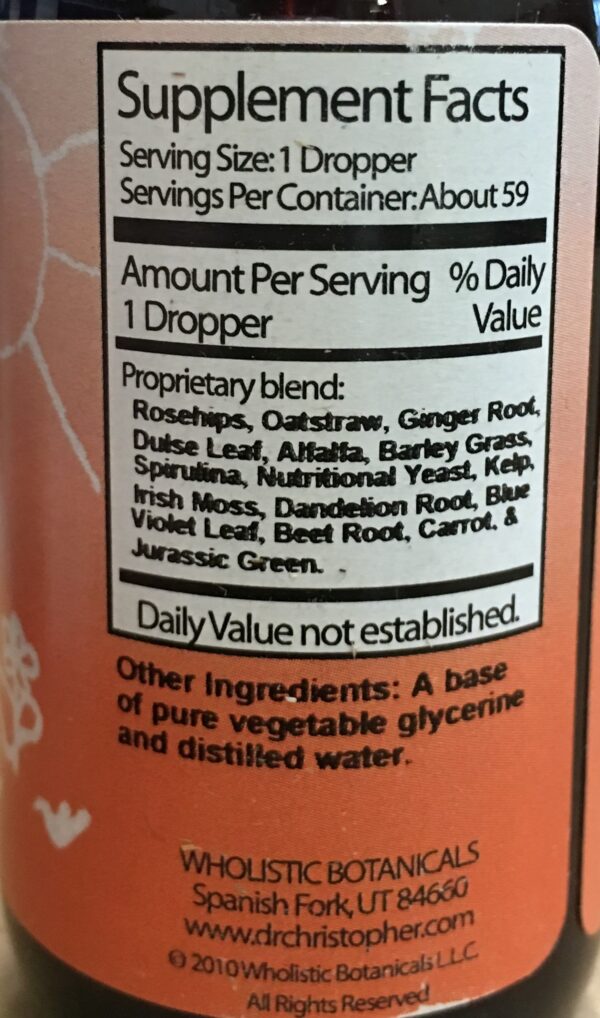 Supplement Facts
Serving Size: 1 Dropper
Servings Per Container: About 59
Amount Per Serving % Daily
1 Dropper Value
Proprietary blend:
Rosehips, Oatstraw, Ginger Root,
Dulse Leaf, Alfalfa, Barley Grass,
Spirulina, Nutritional Yeast, Kelp,
Irish Moss, Dandelion Root, Blue
Violet Leaf, Beet Root, Carrot, &
Jurassic Green.
Daily Value not established.
Other Ingredients: A base
of pure vegetable glycerine
and distilled water.
WHOLISTIC BOTANICALS
Spanish Fork, UT 84660
www.drchristopher.com
© 2010 Wholistic Botanicals LLC
All Rights Reserved